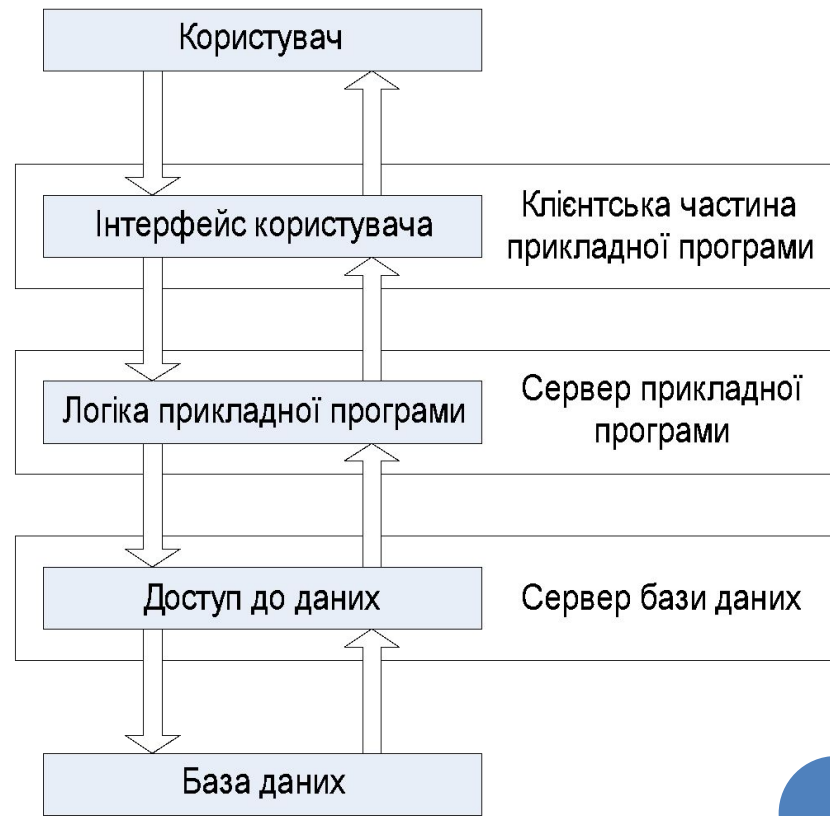 Користувач
Інтерфейс користувача
Клієнтська частина
прикладної програми
Логіка прикладної програми
Сервер прикладної
програми
Доступ до даних
Сервер бази даних
База даних